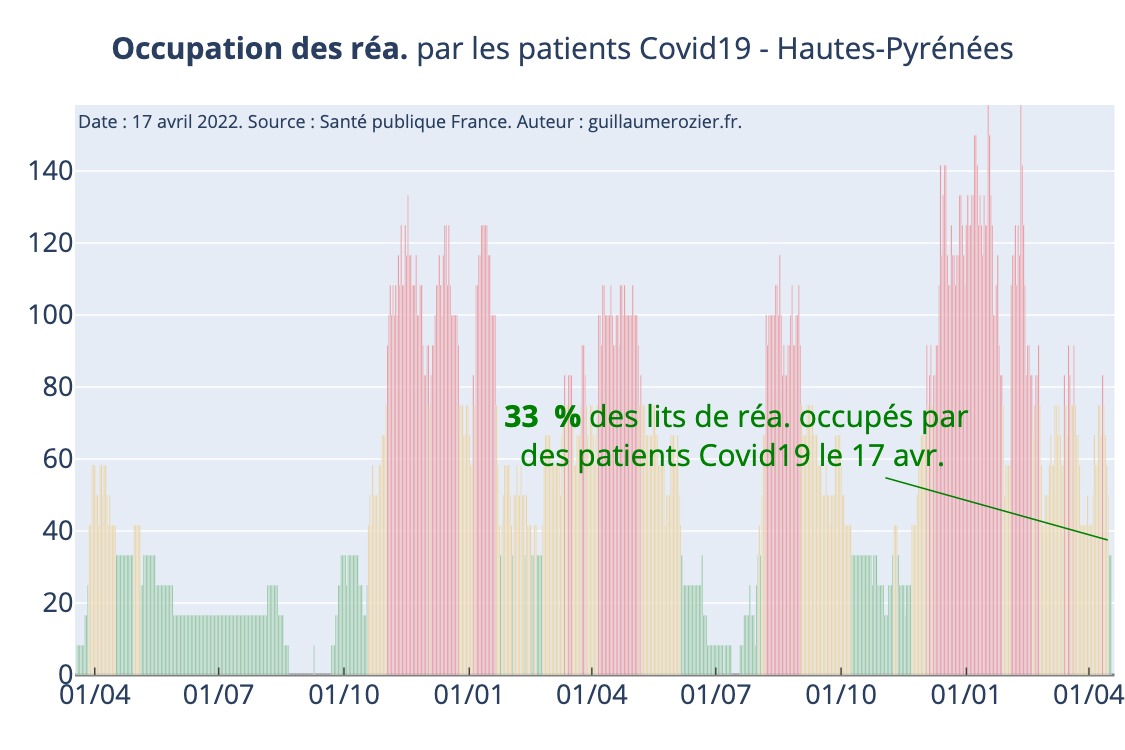 Occupation des réa. par les patients Covid19 - Hautes-Pyrénées
Date : 17 avril 2022. Source : Santé publique France. Auteur : guillaumerozier.fr.
140
120
100
80
33 % des lits de réa. occupés par
des patients Covid19 le 17 avr.
60
40
20
0
01/04 01/07 01/10 01/01 01/04 01/07 01/10 01/01 01/04